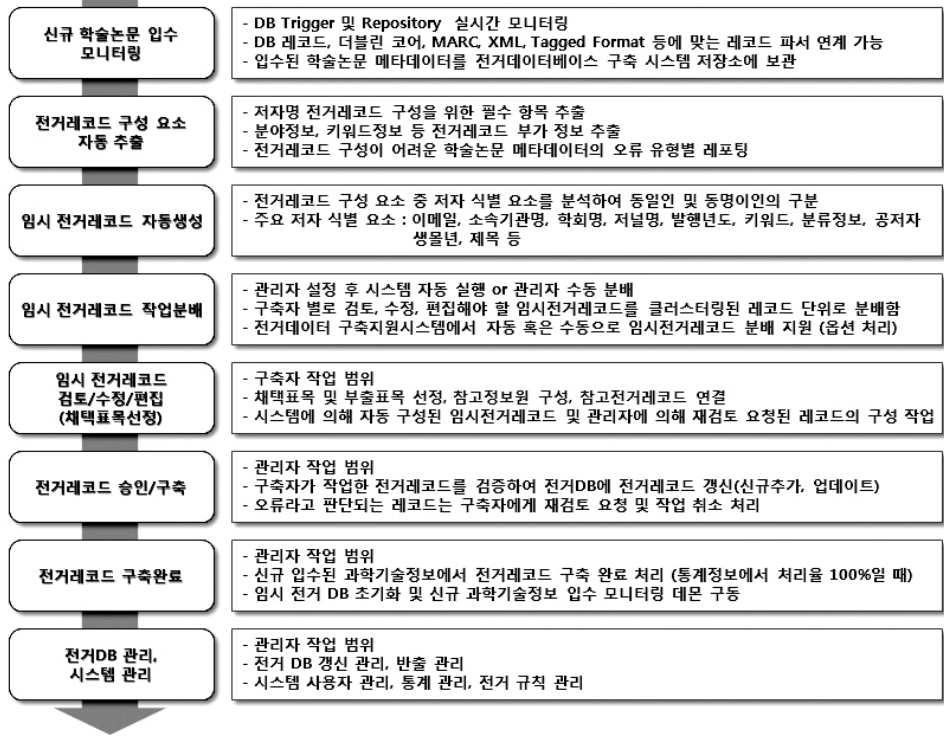 신규 학술논문 입수
모니터링
- DB Trigger 및 Repository 실시간 모니터링
- DB 레코드, 더블린 코어, MARC, XML, Tagged Format 등에 맞는 레코드 파서 연계 가능
- 입수된 학술논문 메타데이터를 전거데이터베이스 구축 시스템 저장소에 보관
전거레코드 구성 요소
자동 추출
- 저자명 전거레코드 구성을 위한 필수 항목 추출
- 분야정보, 키워드정보 등 전거레코드 부가 정보 추출
- 전거레코드 구성이 어려운 학술논문 메타데이터의 오류 유형별 레포팅
임시 전거레코드 자동생성
- 전거레코드 구성 요소 중 저자 식별 요소를 분석하여 동일인 및 동명이인의 구분
- 주요 저자 식별 요소 : 이메일, 소속기관명, 학회명, 저널명, 발행년도, 키워드, 분류정보, 공저자
생몰년, 제목 등
임시 전거레코드 작업분배
- 관리자 설정 후 시스템 자동 실행 or 관리자 수동 분배
- 구축자 별로 검토, 수정, 편집해야 할 임시전거레코드를 클러스터링된 레코드 단위로 분배함
- 전거데이터 구축지원시스템에서 자동 혹은 수동으로 임시전거레코드 분배 지원 (옵션 처리)
임시 전거레코드
검토/수정/편집
(채택표목선정)
- 구축자 작업 범위
- 채택표목 및 부출표목 선정, 참고정보원 구성, 참고전거레코드 연결
- 시스템에 의해 자동 구성된 임시전거레코드 및 관리자에 의해 재검토 요청된 레코드의 구성 작업
전거레코드 승인/구축
- 관리자 작업 범위
- 구축자가 작업한 전거레코드를 검증하여 전거DB에 전거레코드 갱신(신규추가, 업데이트)
- 오류라고 판단되는 레코드는 구축자에게 재검토 요청 및 작업 취소 처리
전거레코드 구축완료
- 관리자 작업 범위
- 신규 입수된 과학기술정보에서 전거레코드 구축 완료 처리 (통계정보에서 처리율 100%일 때)
- 임시 전거 DB 초기화 및 신규 과학기술정보 입수 모니터링 데몬 구동
전거DB 관리,
시스템 관리
- 관리자 작업 범위
- 전거 DB 갱신 관리, 반출 관리
- 시스템 사용자 관리, 통계 관리, 전거 규칙 관리